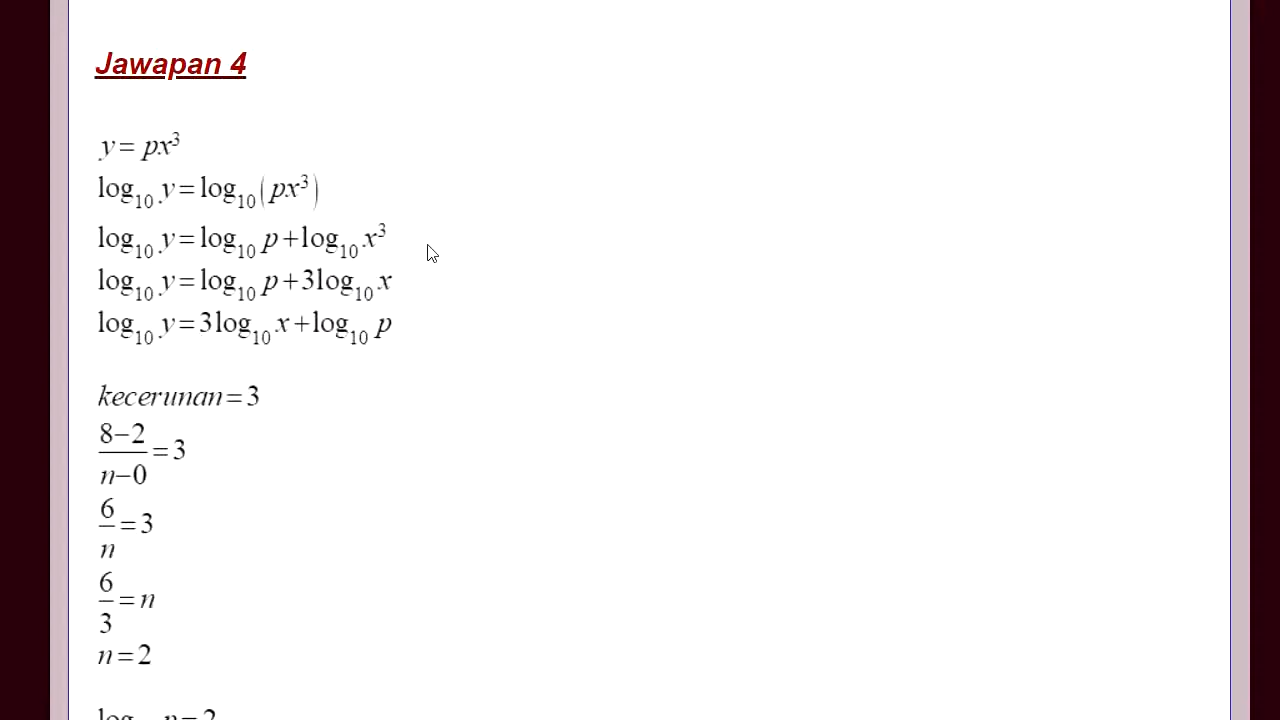 Jawapan 4
y = px³
log₁₀ y = log₁₀ (px³)
log₁₀ y = log₁₀ p + log₁₀ x³
log₁₀ y = log₁₀ p + 3log₁₀ x
log₁₀ y = 3log₁₀ x + log₁₀ p
kecerunan = 3
8−2/n−0 = 3
6/n = 3
6/3 = n
n = 2